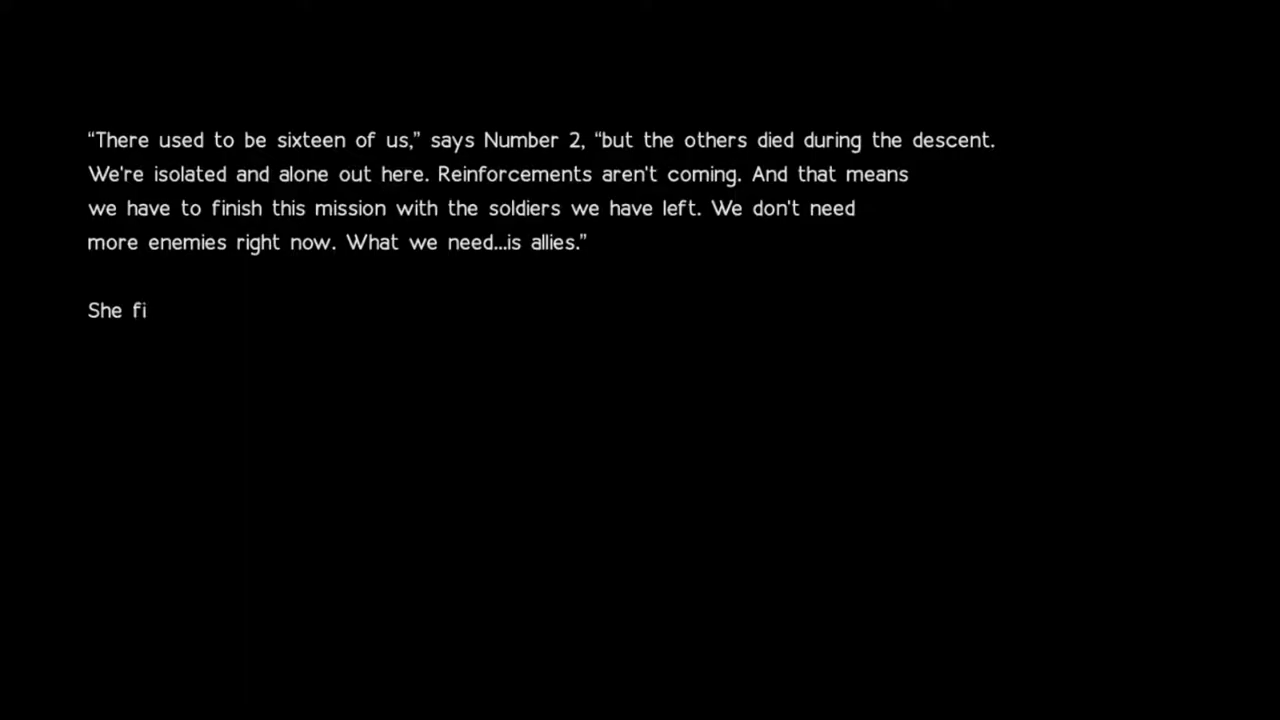 “There used to be sixteen of us,” says Number 2, “but the others died during the descent.
We're isolated and alone out here. Reinforcements aren't coming. And that means
we have to finish this mission with the soldiers we have left. We don't need
more enemies right now. What we need...is allies.”
She fi